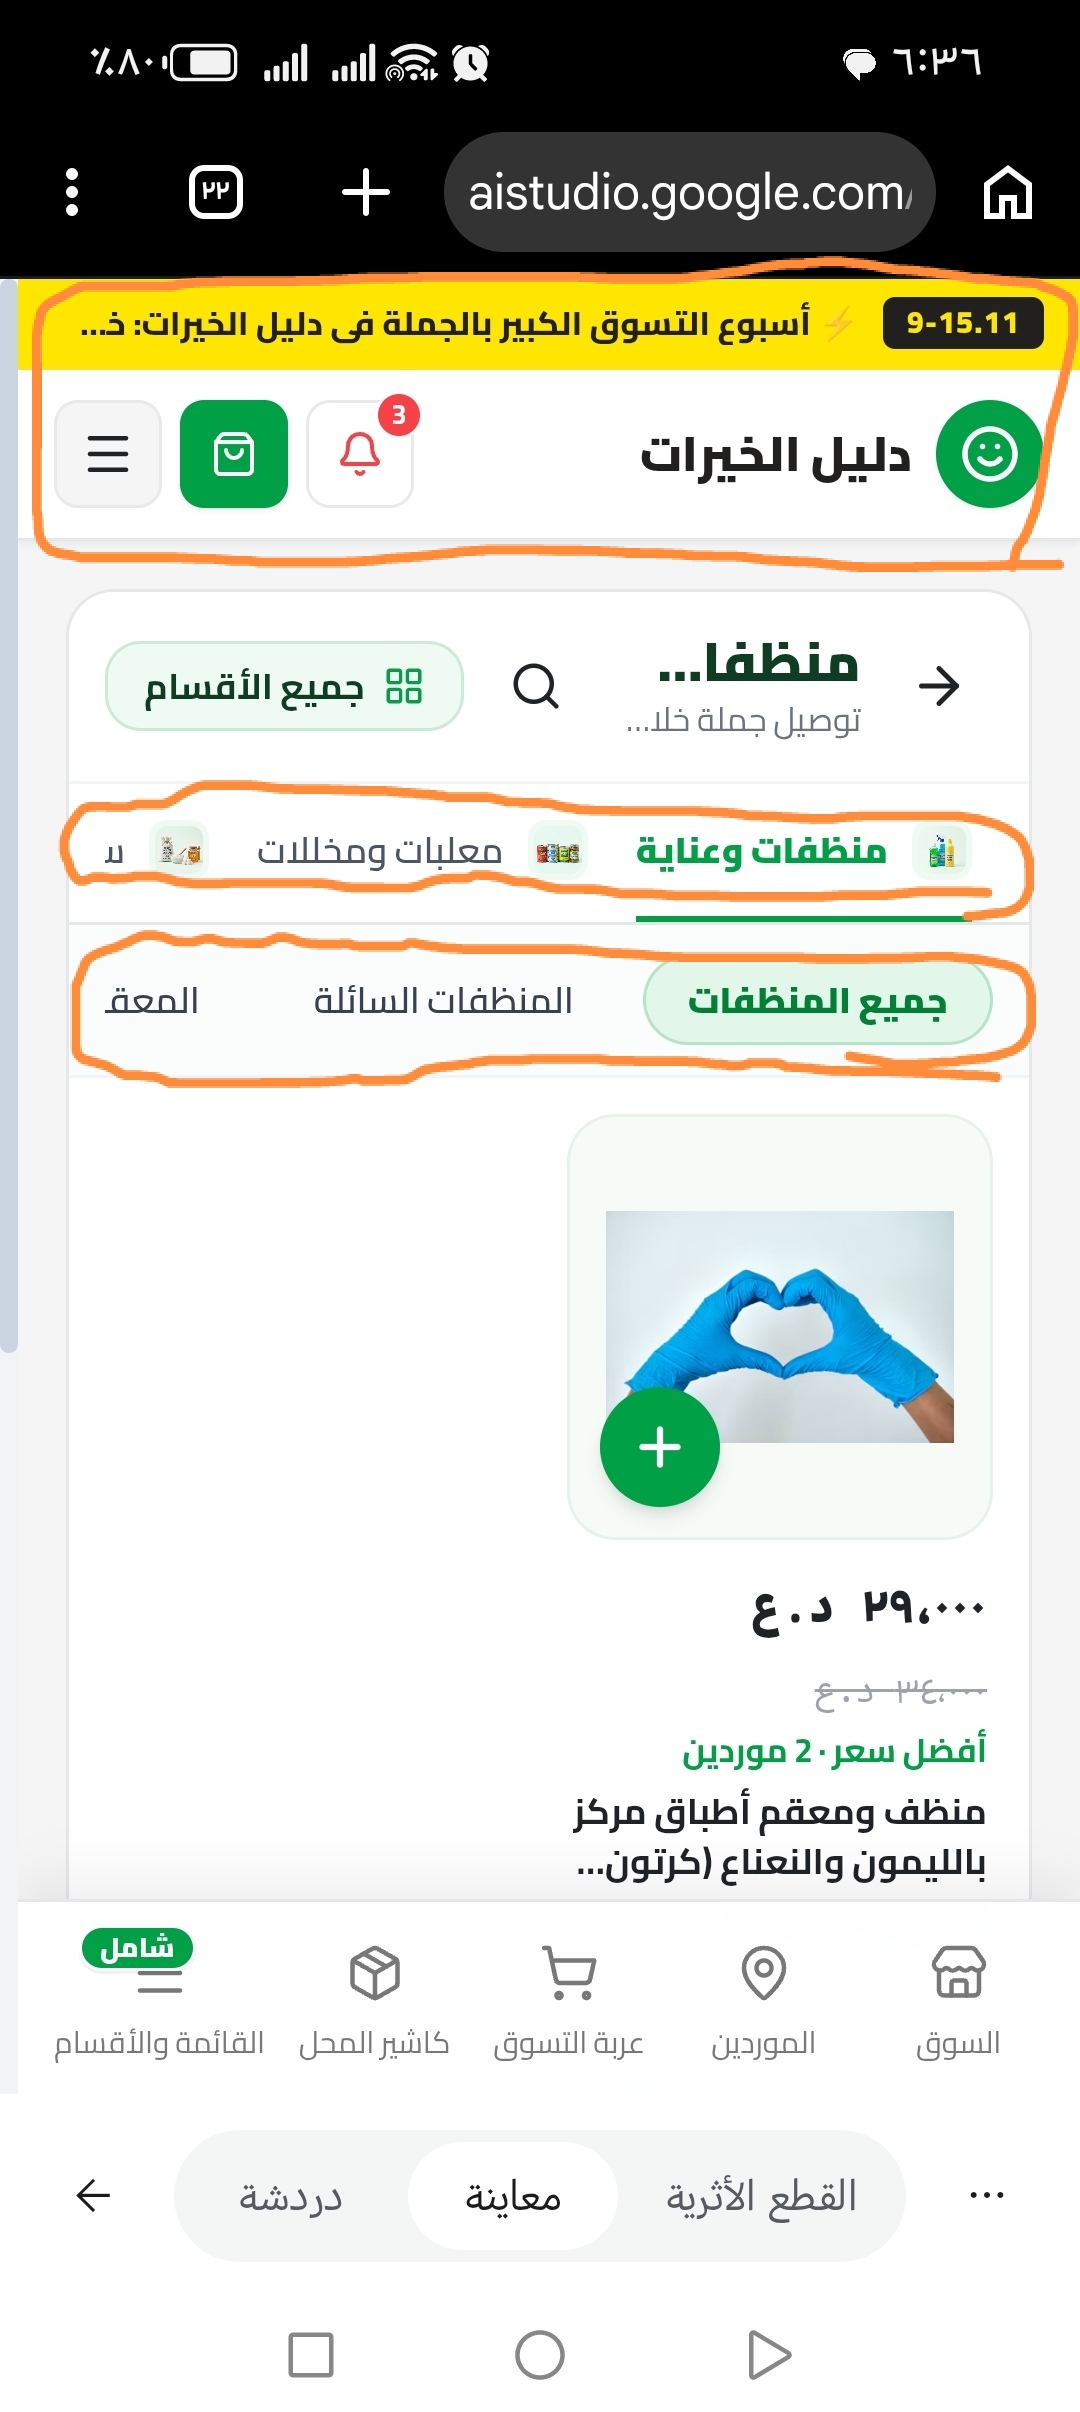 ٪٨٠
٦:٣٦
٢٢
aistudio.google.com/
9-15.11
⚡ أسبوع التسوق الكبير بالجملة في دليل الخيرات: خ...
دليل الخيرات
3
منظفا...
توصيل جملة خلا...
جميع الأقسام
منظفات وعناية
معلبات ومخللات
س
جميع المنظفات
المنظفات السائلة
المعق
٢٩،٠٠٠ د.ع
٣٤،٠٠٠ د.ع
أفضل سعر · 2 موردين
منظف ومعقم أطباق مركز
بالليمون والنعناع (كرتون...
السوق
الموردين
عربة التسوق
كاشير المحل
شامل
القائمة والأقسام
القطع الأثرية
معاينة
دردشة